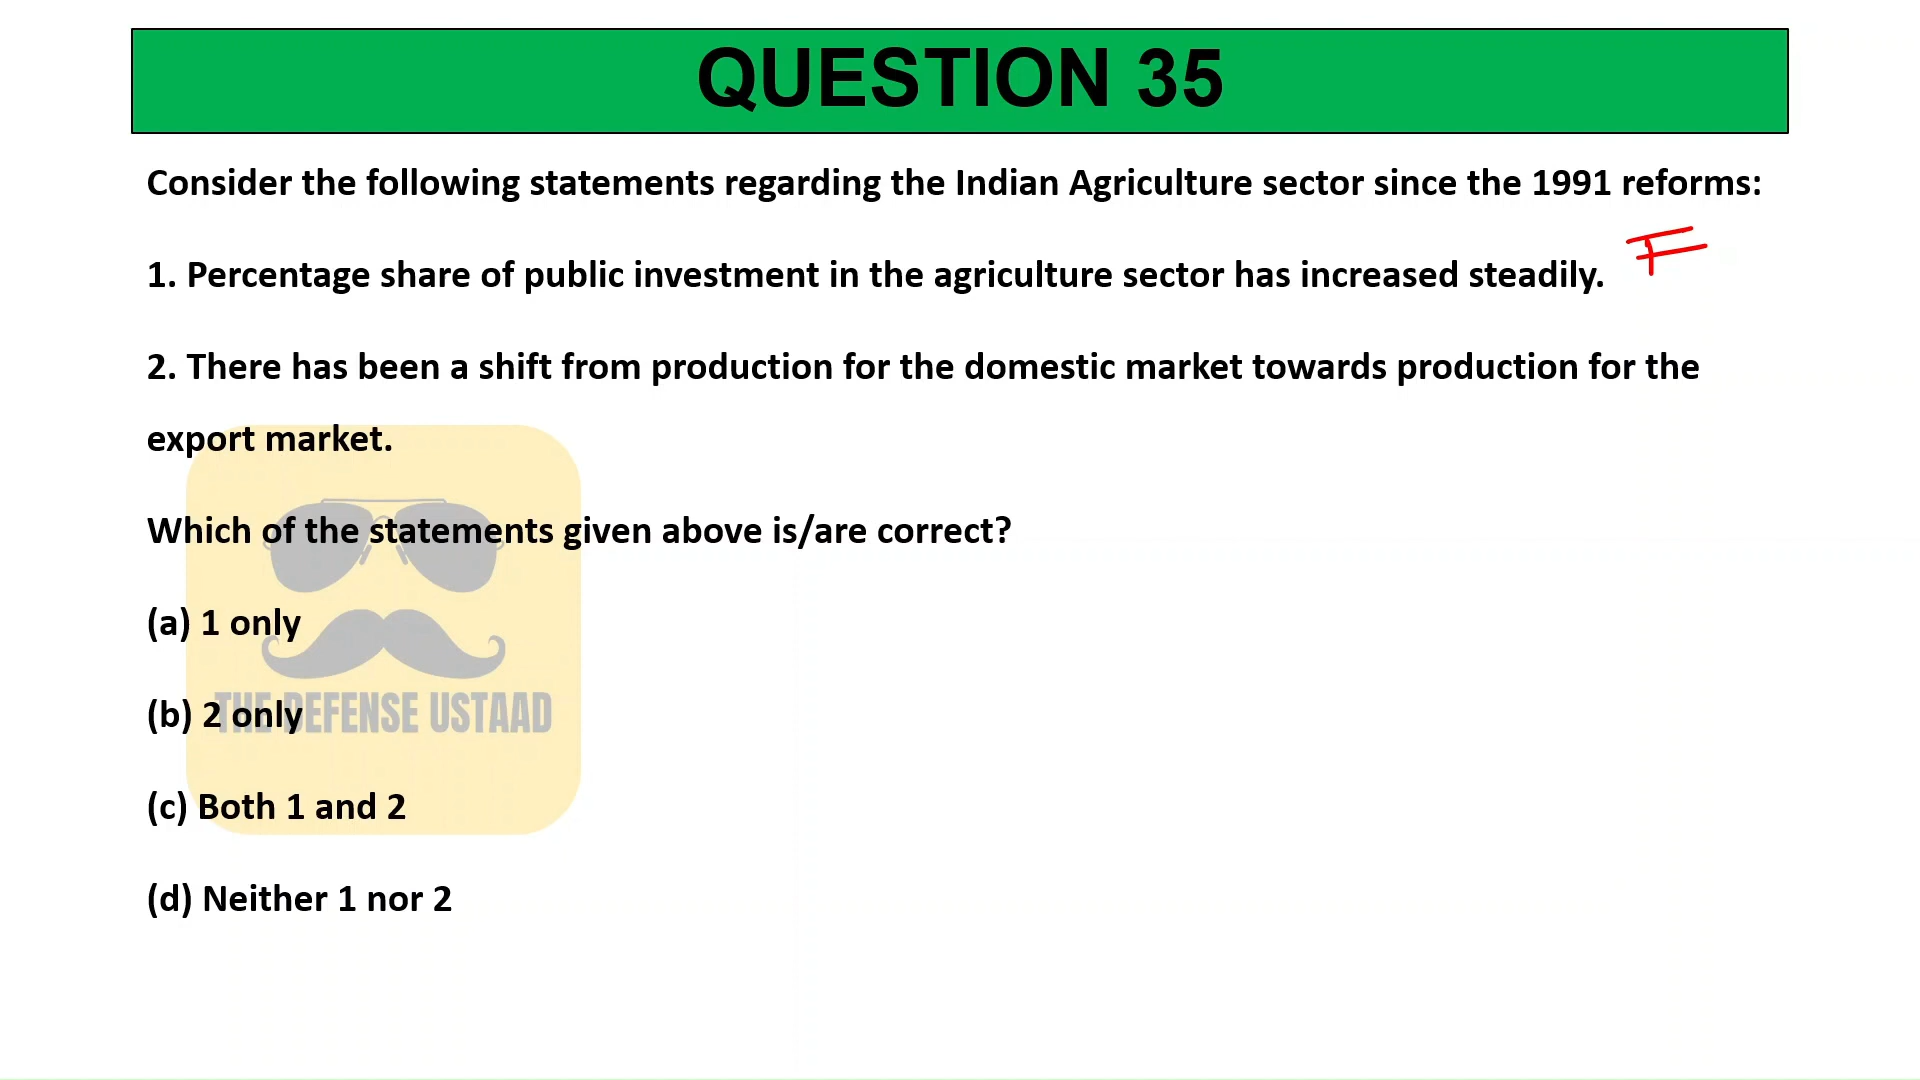 QUESTION 35
Consider the following statements regarding the Indian Agriculture sector since the 1991 reforms:
1. Percentage share of public investment in the agriculture sector has increased steadily.
F
2. There has been a shift from production for the domestic market towards production for the
export market.
Which of the statements given above is/are correct?
(a) 1 only
(b) 2 only
THE DEFENSE USTAAD
(c) Both 1 and 2
(d) Neither 1 nor 2